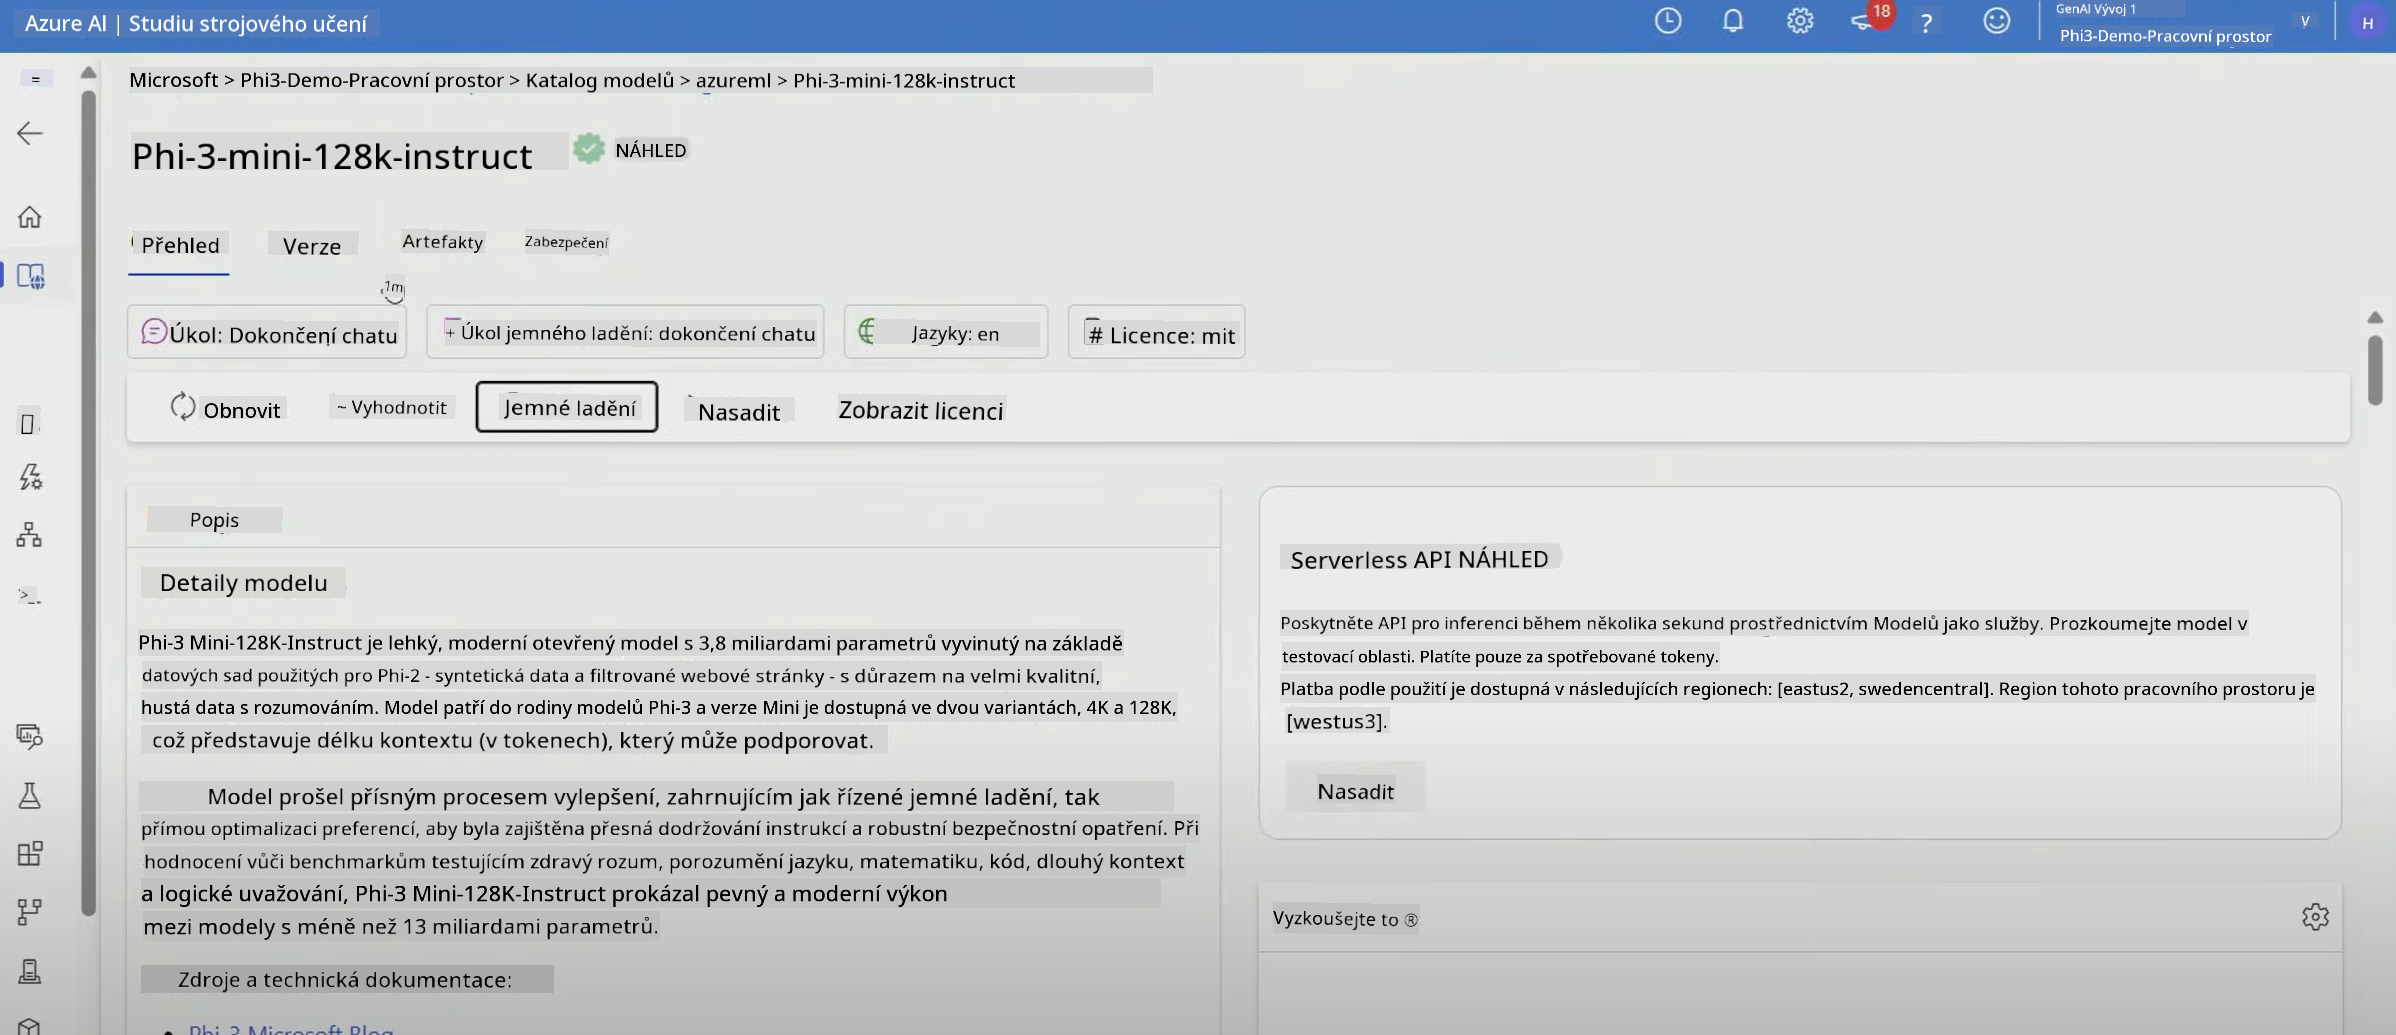 Azure AI | Studiu strojového učení
18
?
GenAI Vývoj 1
Phi3-Demo-Pracovní prostor
V
H
Microsoft > Phi3-Demo-Pracovní prostor > Katalog modelů > azureml > Phi-3-mini-128k-instruct
Phi-3-mini-128k-instruct
NÁHLED
Přehled
Verze
Artefakty
Zabezpečení
1m
Úkol: Dokončení chatu
+ Úkol jemného ladění: dokončení chatu
Jazyky: en
# Licence: mit
Obnovit
~ Vyhodnotit
Jemné ladění
Nasadit
Zobrazit licenci
Popis
Detaily modelu
Phi-3 Mini-128K-Instruct je lehký, moderní otevřený model s 3,8 miliardami parametrů vyvinutý na základě
datových sad použitých pro Phi-2 - syntetická data a filtrované webové stránky - s důrazem na velmi kvalitní,
hustá data s rozumováním. Model patří do rodiny modelů Phi-3 a verze Mini je dostupná ve dvou variantách, 4K a 128K,
což představuje délku kontextu (v tokenech), který může podporovat.
Model prošel přísným procesem vylepšení, zahrnujícím jak řízené jemné ladění, tak
přímou optimalizaci preferencí, aby byla zajištěna přesná dodržování instrukcí a robustní bezpečnostní opatření. Při
hodnocení vůči benchmarkům testujícím zdravý rozum, porozumění jazyku, matematiku, kód, dlouhý kontext
a logické uvažování, Phi-3 Mini-128K-Instruct prokázal pevný a moderní výkon
mezi modely s méně než 13 miliardami parametrů.
Zdroje a technická dokumentace:
Phi-3 Microsoft Blog
Serverless API NÁHLED
Poskytněte API pro inferenci během několika sekund prostřednictvím Modelů jako služby. Prozkoumejte model v
testovací oblasti. Platíte pouze za spotřebované tokeny.
Platba podle použití je dostupná v následujících regionech: [eastus2, swedencentral]. Region tohoto pracovního prostoru je
[westus3].
Nasadit
Vyzkoušejte to ®